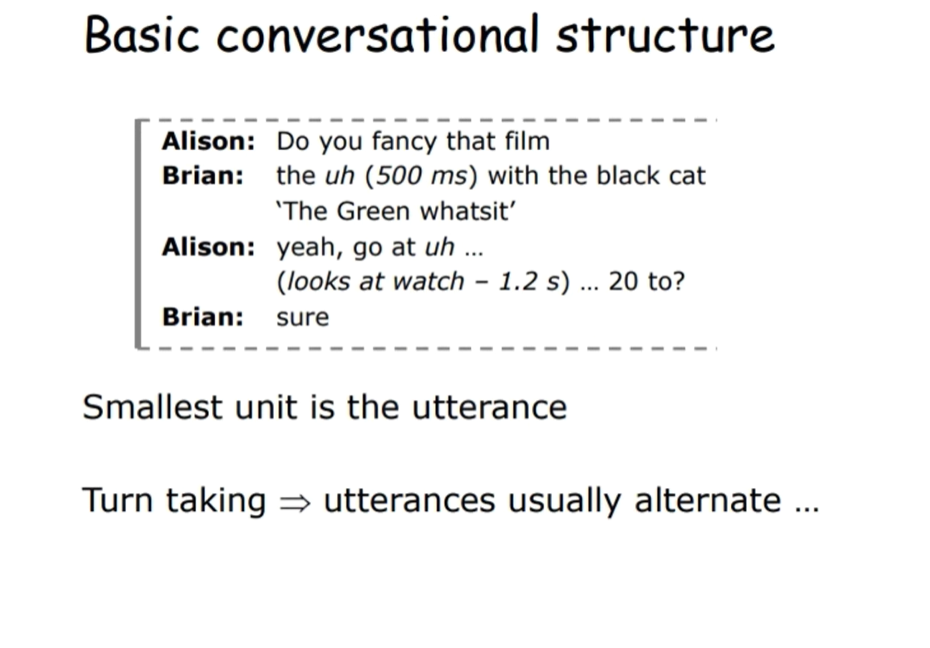 Basic conversational structure
Alison: Do you fancy that film
Brian: the uh (500 ms) with the black cat
‘The Green whatsit’
Alison: yeah, go at uh ...
(looks at watch – 1.2 s) ... 20 to?
Brian: sure
Smallest unit is the utterance
Turn taking ⇒ utterances usually alternate ...